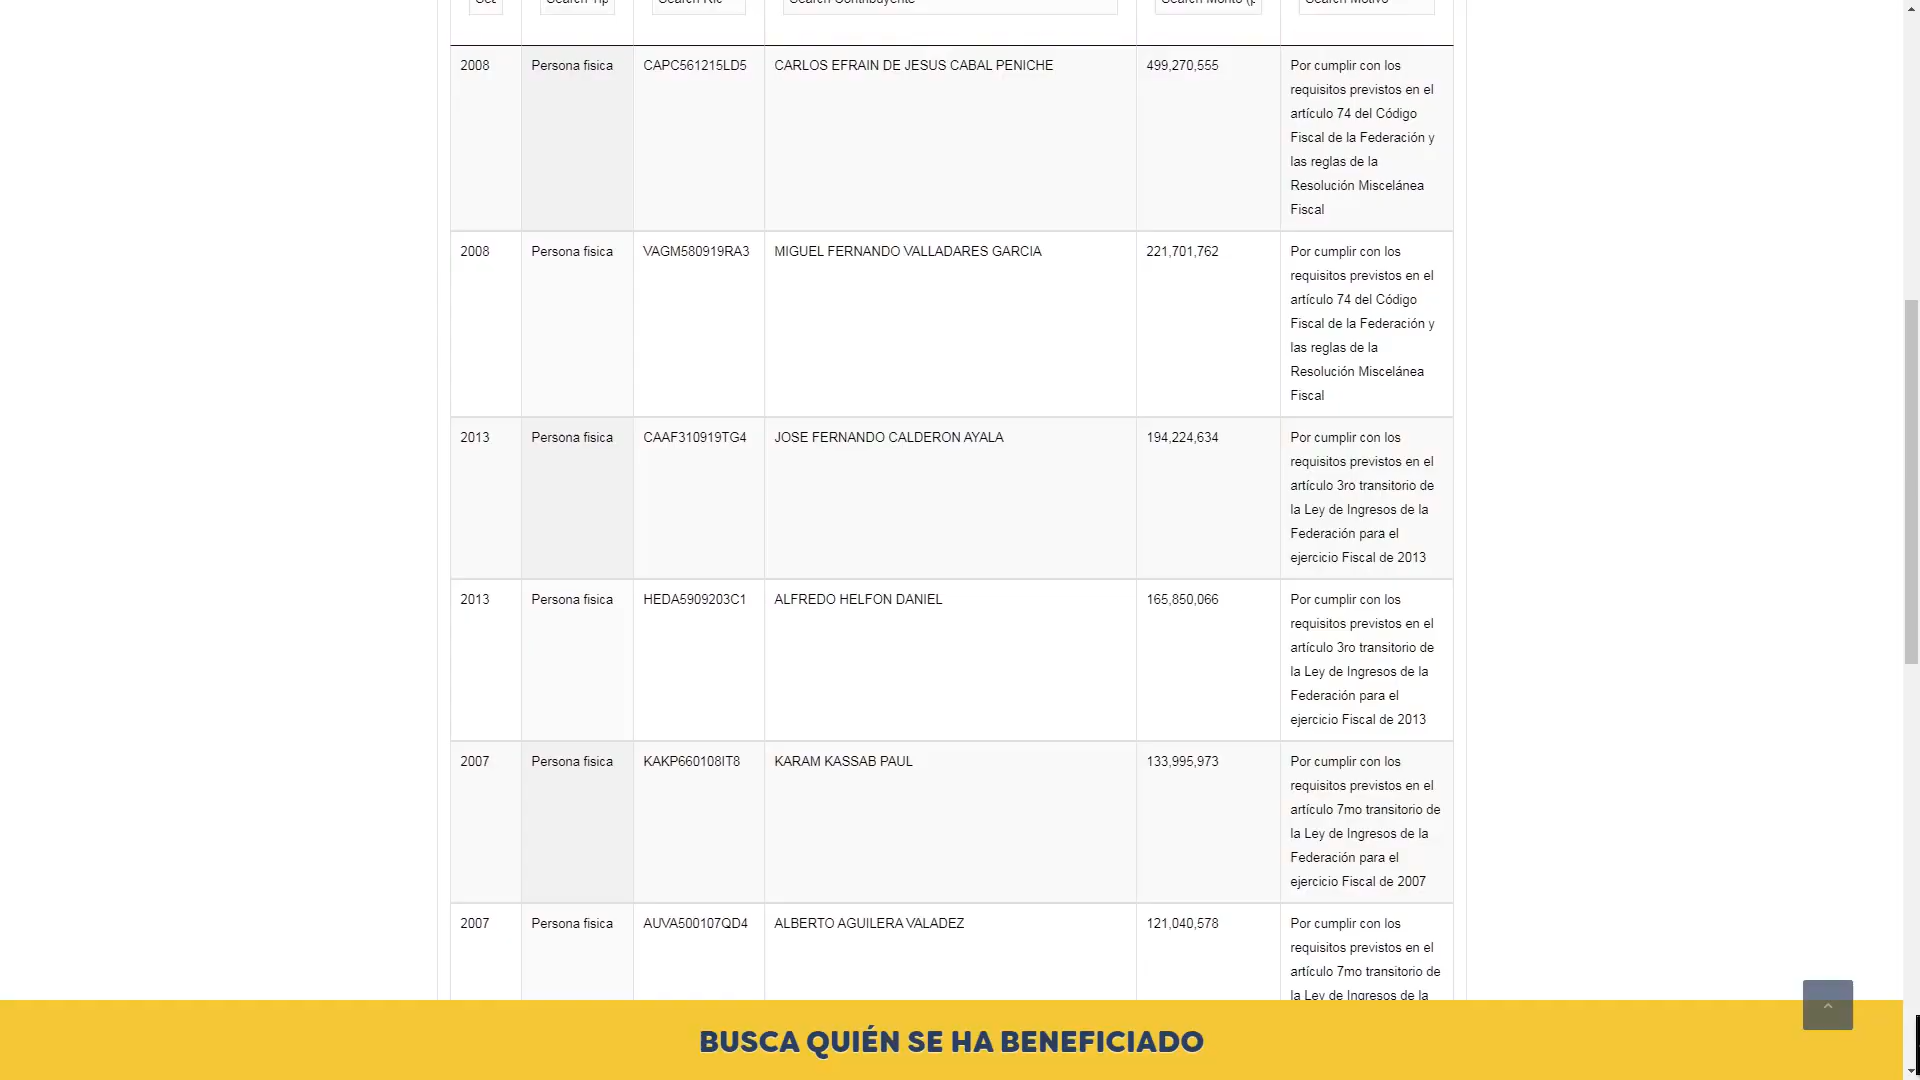 Search Contribuyente
Search Motivo
2008 Persona fisica CAPC561215LD5 CARLOS EFRAIN DE JESUS CABAL PENICHE 499,270,555 Por cumplir con los
requisitos previstos en el
artículo 74 del Código
Fiscal de la Federación y
las reglas de la
Resolución Miscelánea
Fiscal
2008 Persona fisica VAGM580919RA3 MIGUEL FERNANDO VALLADARES GARCIA 221,701,762 Por cumplir con los
requisitos previstos en el
artículo 74 del Código
Fiscal de la Federación y
las reglas de la
Resolución Miscelánea
Fiscal
2013 Persona fisica CAAF310919TG4 JOSE FERNANDO CALDERON AYALA 194,224,634 Por cumplir con los
requisitos previstos en el
artículo 3ro transitorio de
la Ley de Ingresos de la
Federación para el
ejercicio Fiscal de 2013
2013 Persona fisica HEDA5909203C1 ALFREDO HELFON DANIEL 165,850,066 Por cumplir con los
requisitos previstos en el
artículo 3ro transitorio de
la Ley de Ingresos de la
Federación para el
ejercicio Fiscal de 2013
2007 Persona fisica KAKP660108IT8 KARAM KASSAB PAUL 133,995,973 Por cumplir con los
requisitos previstos en el
artículo 7mo transitorio de
la Ley de Ingresos de la
Federación para el
ejercicio Fiscal de 2007
2007 Persona fisica AUVA500107QD4 ALBERTO AGUILERA VALADEZ 121,040,578 Por cumplir con los
requisitos previstos en el
artículo 7mo transitorio de
la Ley de Ingresos de la
BUSCA QUIÉN SE HA BENEFICIADO